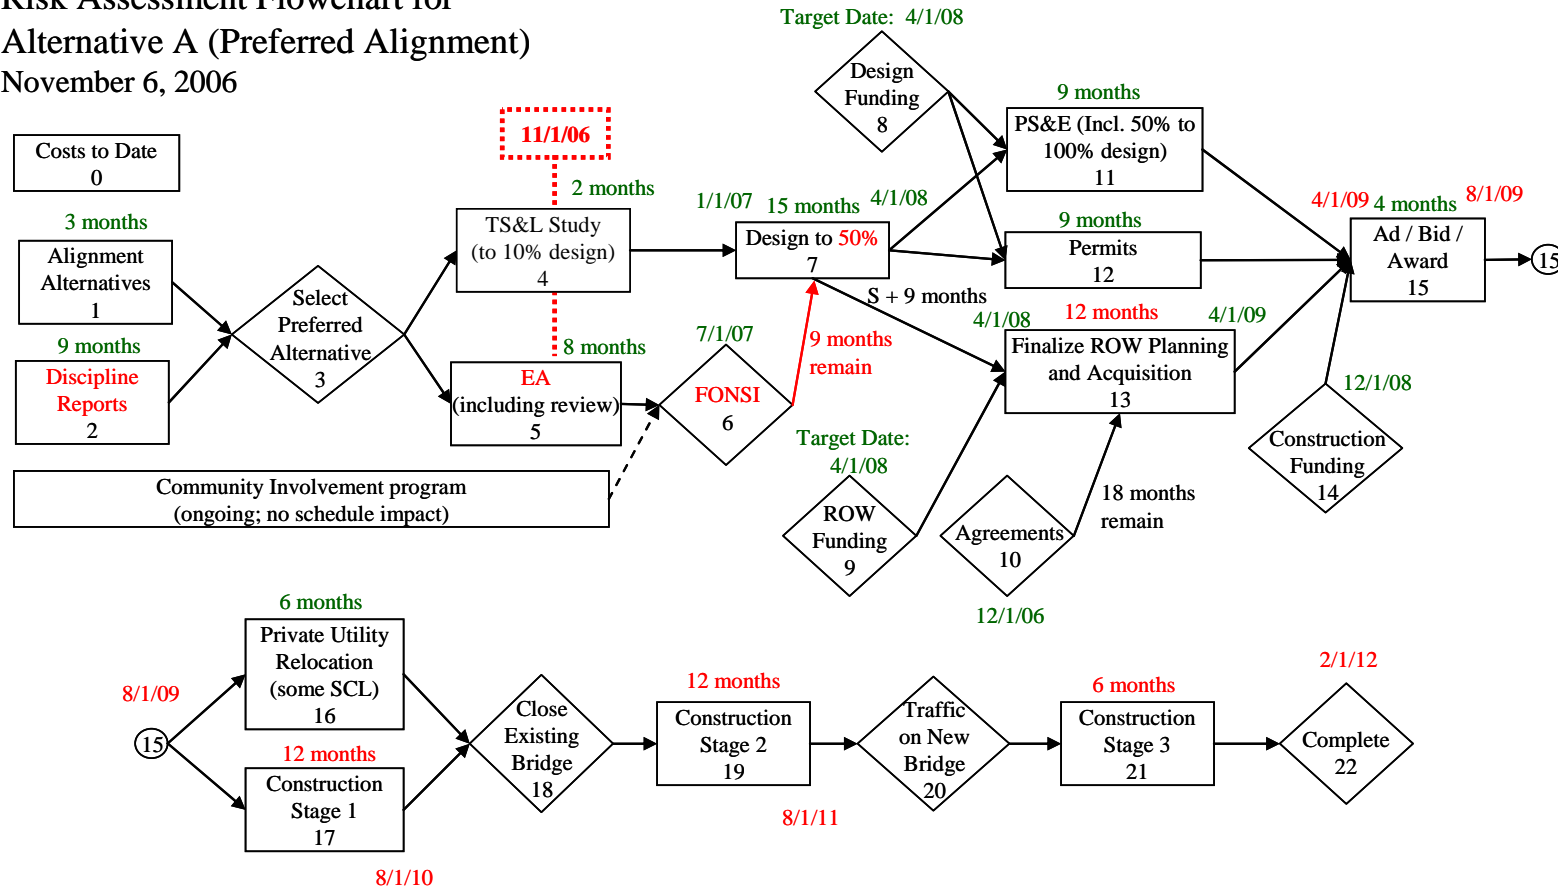 Risk Assessment Flowchart for
Alternative A (Preferred Alignment)
November 6, 2006
Target Date:  4/1/08
Design
Funding
8
9 months
PS&E (Incl. 50% to
100% design)
11
11/1/06
Costs to Date
0
2 months
3 months
Alignment
Alternatives
1
TS&L Study
(to 10% design)
4
1/1/07
15 months
4/1/08
Design to 50%
7
9 months
Permits
12
4/1/09
4 months
8/1/09
Ad / Bid /
Award
15
15
Select
Preferred
Alternative
3
9 months
Discipline
Reports
2
8 months
EA
(including review)
5
7/1/07
FONSI
6
9 months
remain
S + 9 months
4/1/08
12 months
4/1/09
Finalize ROW Planning
and Acquisition
13
12/1/08
Construction
Funding
14
Target Date:
4/1/08
ROW
Funding
9
Agreements
10
12/1/06
18 months
remain
Community Involvement program
(ongoing; no schedule impact)
6 months
Private Utility
Relocation
(some SCL)
16
8/1/09
15
12 months
Construction
Stage 1
17
8/1/10
Close
Existing
Bridge
18
12 months
Construction
Stage 2
19
8/1/11
Traffic
on New
Bridge
20
6 months
Construction
Stage 3
21
2/1/12
Complete
22